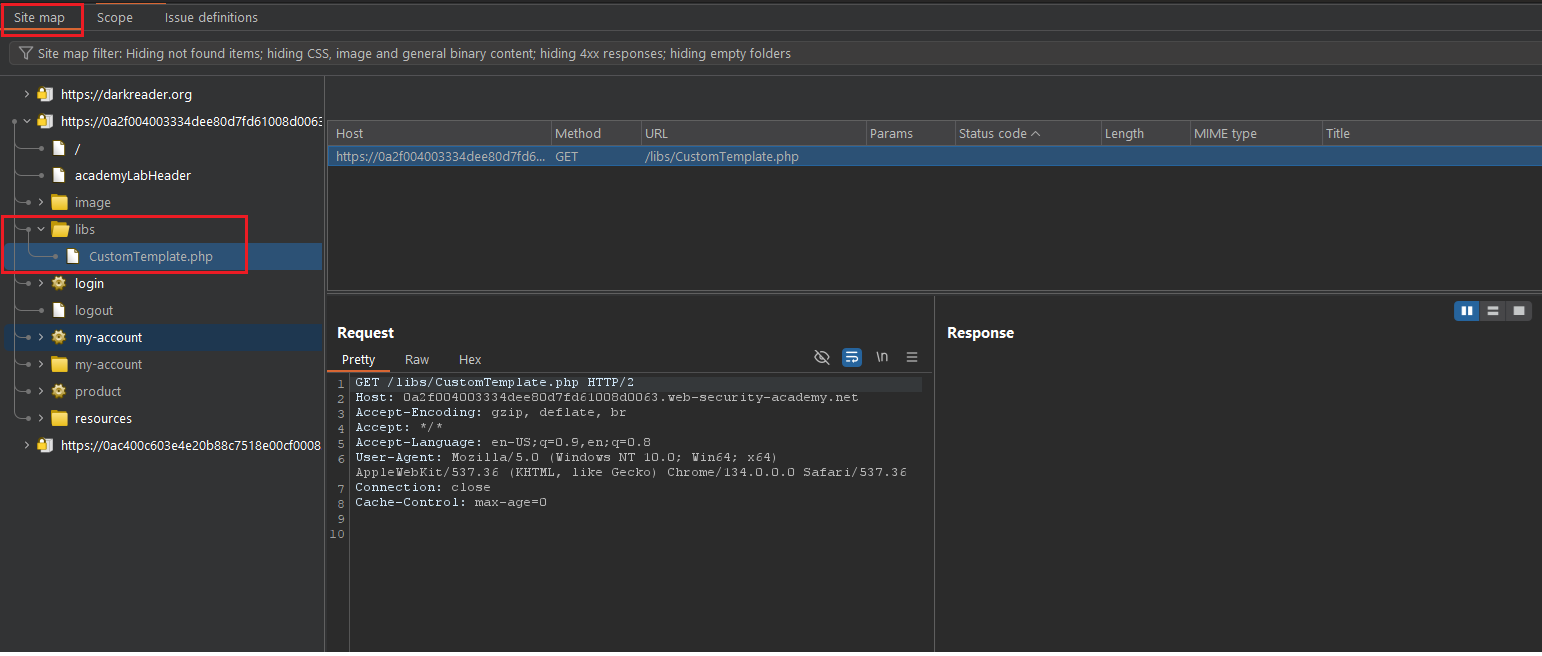 Site map Scope Issue definitions
Site map filter: Hiding not found items; hiding CSS, image and general binary content; hiding 4xx responses; hiding empty folders
https://darkreader.org
https://0a2f004003334dee80d7fd61008d0063
/
academyLabHeader
image
libs
CustomTemplate.php
login
logout
my-account
my-account
product
resources
https://0ac400c603e4e20b88c7518e00cf0008
Host Method URL Params Status code Length MIME type Title
https://0a2f004003334dee80d7fd6... GET /libs/CustomTemplate.php
Request
Pretty Raw Hex \n
1 GET /libs/CustomTemplate.php HTTP/2
2 Host: 0a2f004003334dee80d7fd61008d0063.web-security-academy.net
3 Accept-Encoding: gzip, deflate, br
4 Accept: */*
5 Accept-Language: en-US;q=0.9,en;q=0.8
6 User-Agent: Mozilla/5.0 (Windows NT 10.0; Win64; x64)
AppleWebKit/537.36 (KHTML, like Gecko) Chrome/134.0.0.0 Safari/537.36
7 Connection: close
8 Cache-Control: max-age=0
9
10
Response